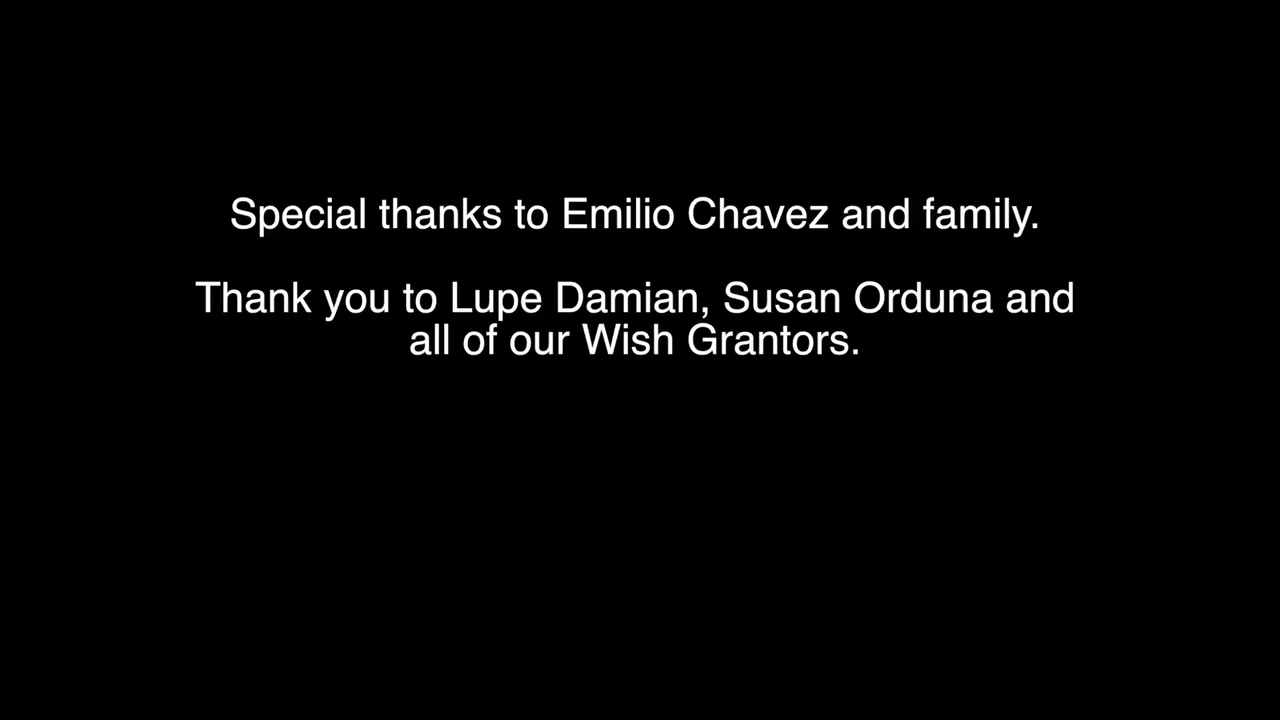 Special thanks to Emilio Chavez and family.
Thank you to Lupe Damian, Susan Orduna and
all of our Wish Grantors.